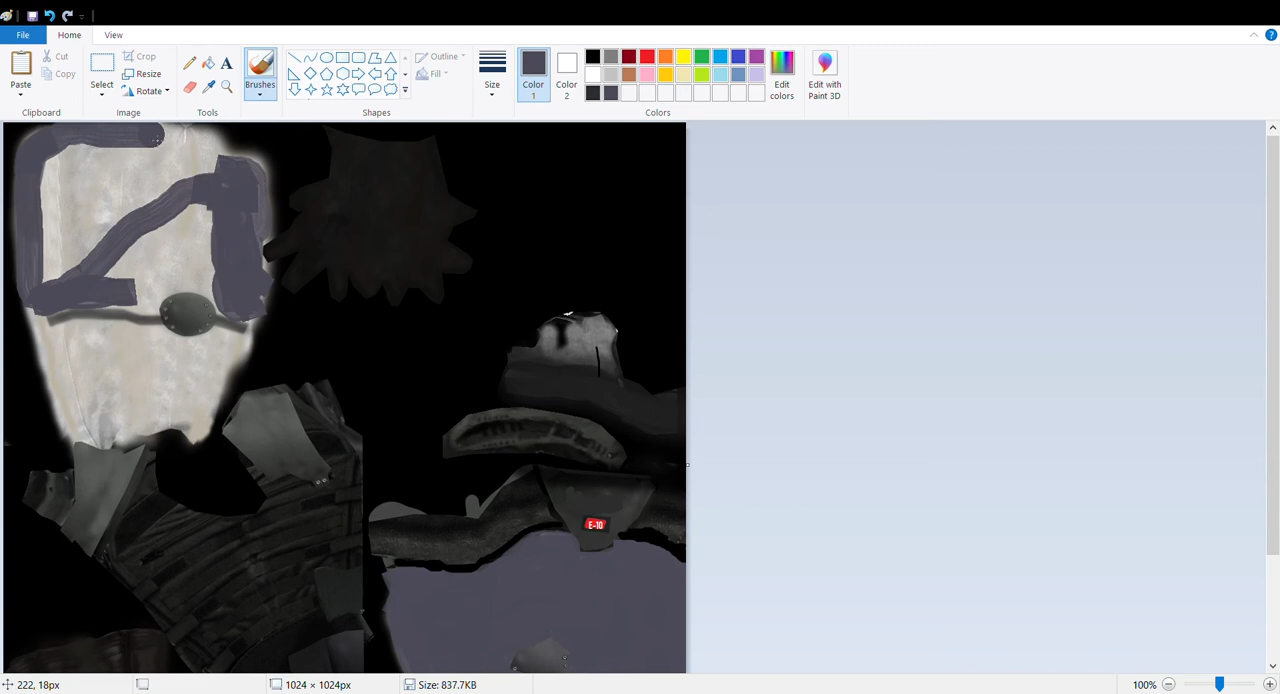 File Home View
Paste
Cut
Copy
Clipboard
Select
Crop
Resize
Rotate
Image
A
Tools
Brushes
Outline
Fill
Shapes
Size
Color 1
Color 2
Edit colors
Colors
Edit with Paint 3D
E-10
222, 18px
1024 × 1024px
Size: 837.7KB
100%